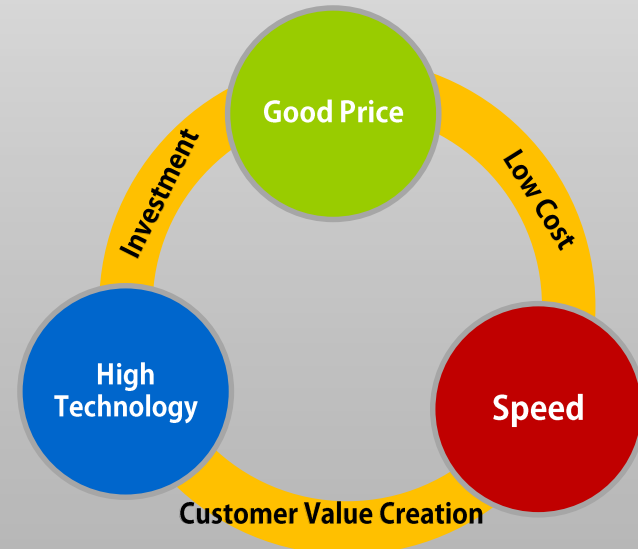 Good Price
Investment
Low Cost
High
Technology
Speed
Customer Value Creation